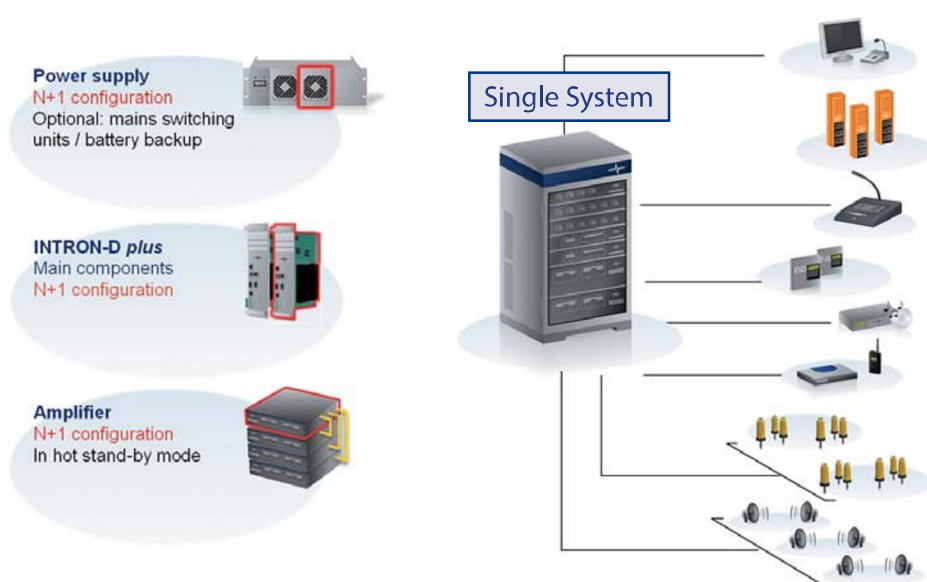 Power supply
N+1 configuration
Optional: mains switching
units / battery backup
INTRON-D plus
Main components
N+1 configuration
Amplifier
N+1 configuration
In hot stand-by mode
Single System